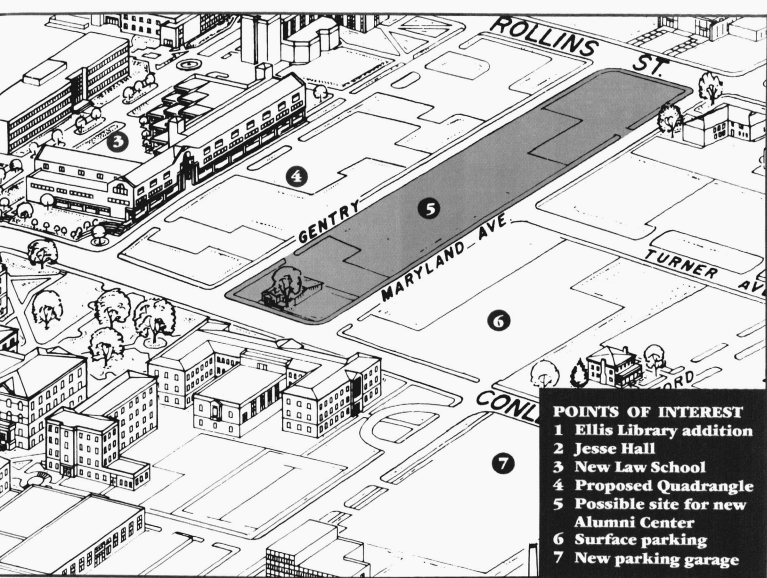 ROLLINS ST.
3
4
GENTRY
5
MARYLAND AVE
TURNER
6
7
POINTS OF INTEREST
1 Ellis Library addition
2 Jesse Hall
3 New Law School
4 Proposed Quadrangle
5 Possible site for new
Alumni Center
6 Surface parking
7 New parking garage